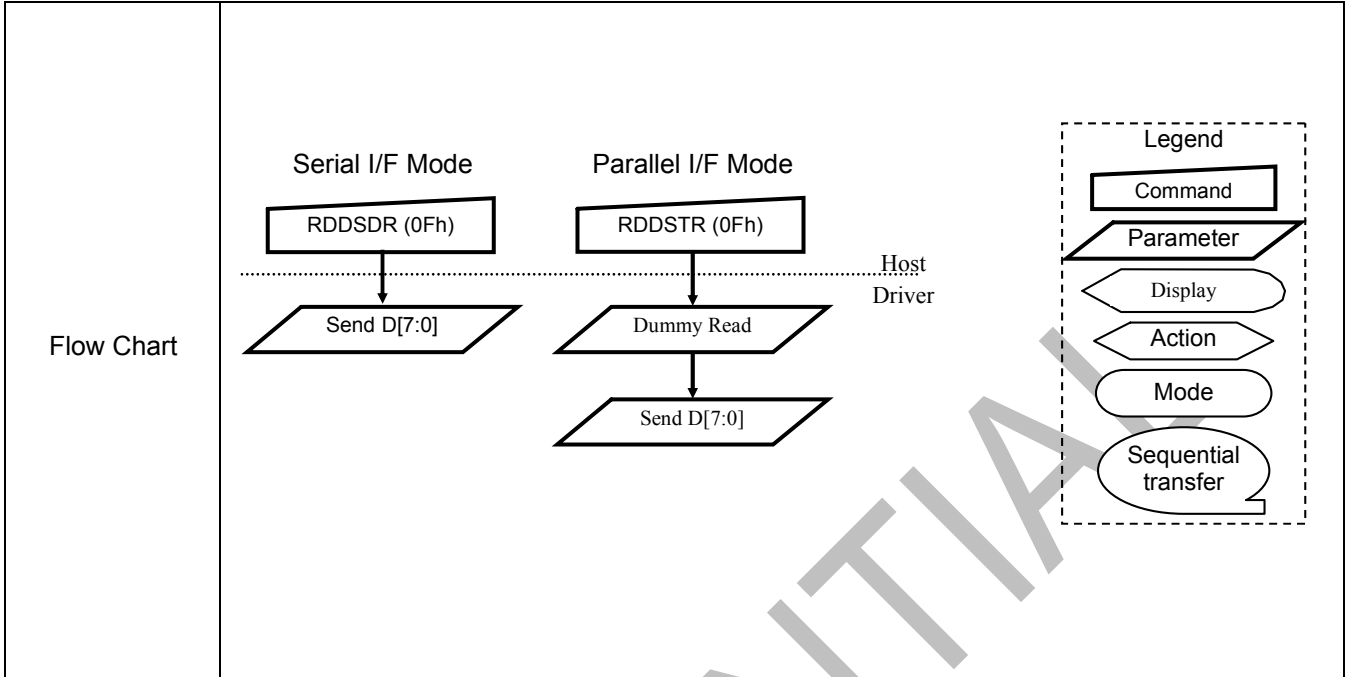 Flow Chart
Serial I/F Mode
RDDSDR (0Fh)
Send D[7:0]
Parallel I/F Mode
RDDSTR (0Fh)
Host
Driver
Dummy Read
Send D[7:0]
Legend
Command
Parameter
Display
Action
Mode
Sequential
transfer
NTIAL